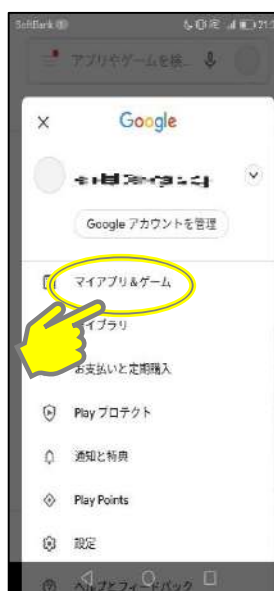 SoftBank
アプリやゲームを検...
Google
Google アカウントを管理
マイアプリ&ゲーム
イブラリ
お支払いと定期購入
Play プロテクト
通知と特典
Play Points
設定
ヘルプとフィードバック